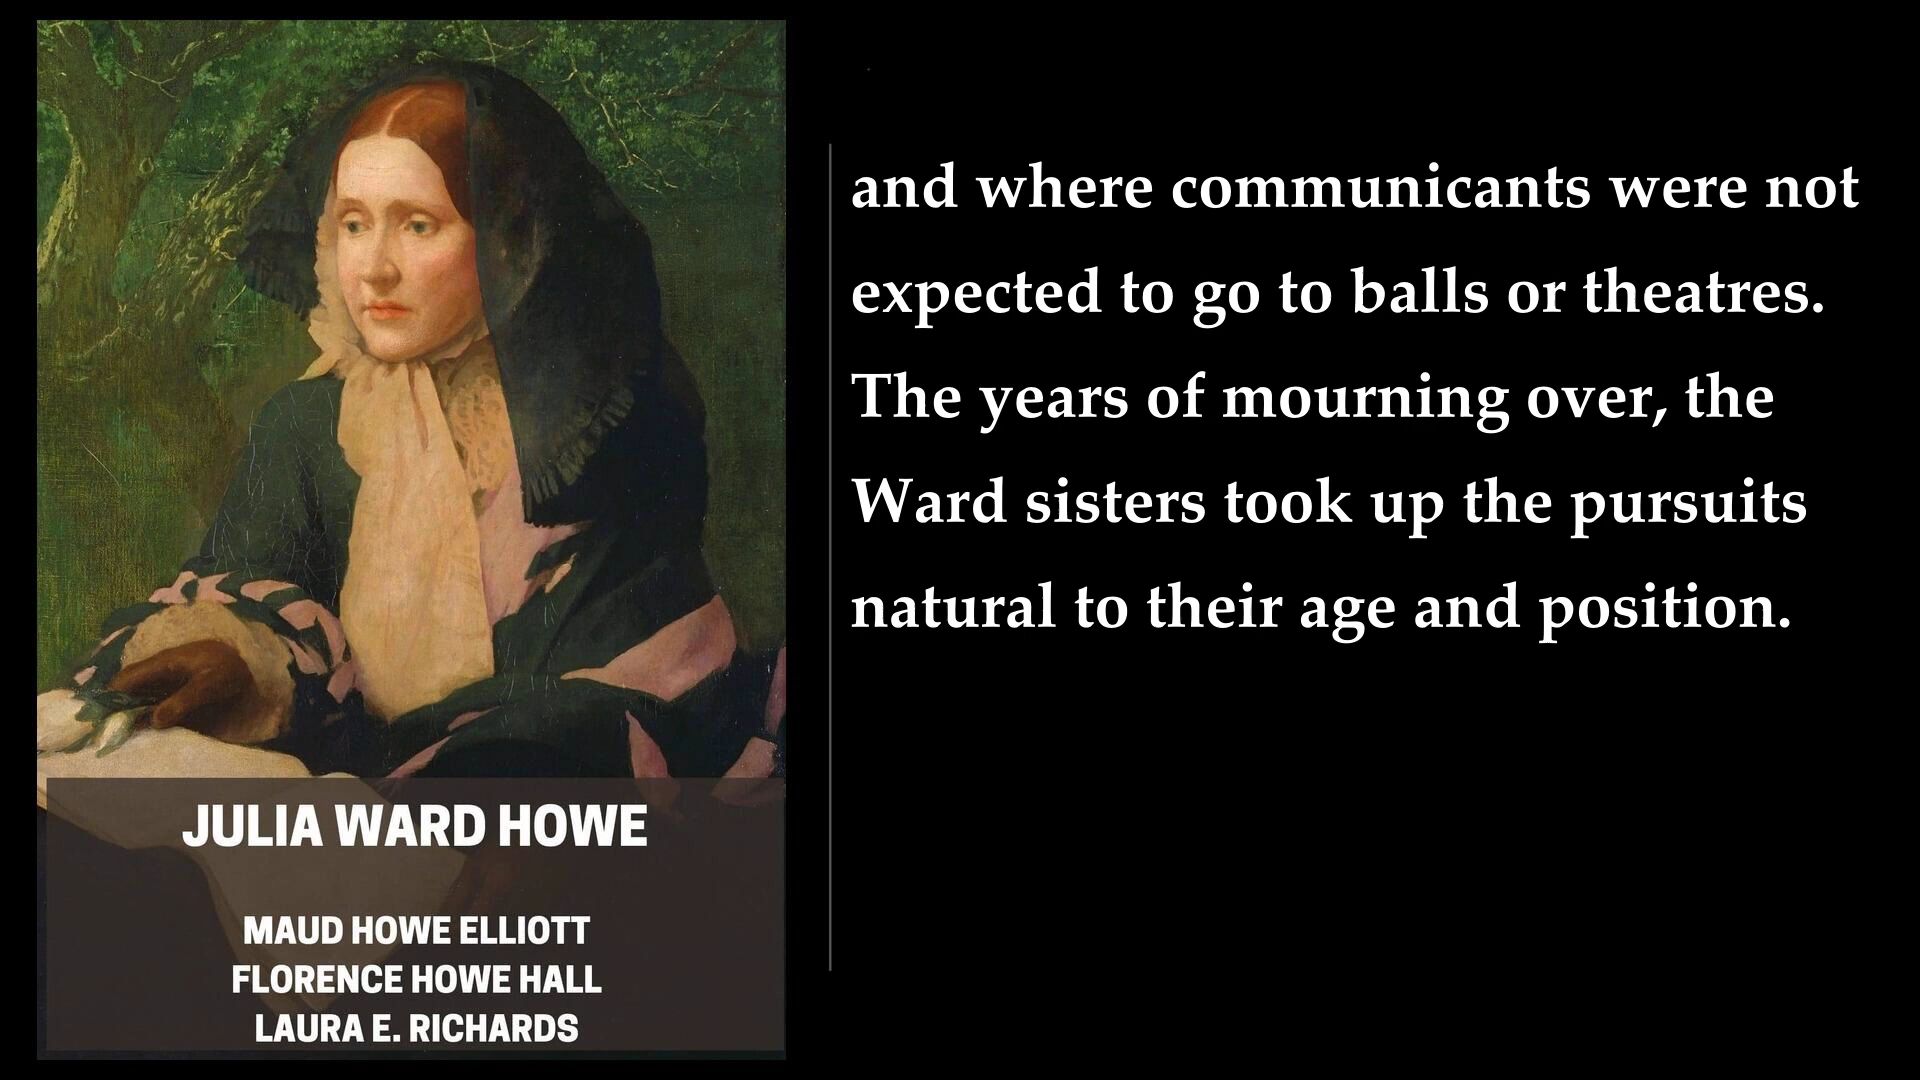 JULIA WARD HOWE
MAUD HOWE ELLIOTT
FLORENCE HOWE HALL
LAURA E. RICHARDS
and where communicants were not
expected to go to balls or theatres.
The years of mourning over, the
Ward sisters took up the pursuits
natural to their age and position.